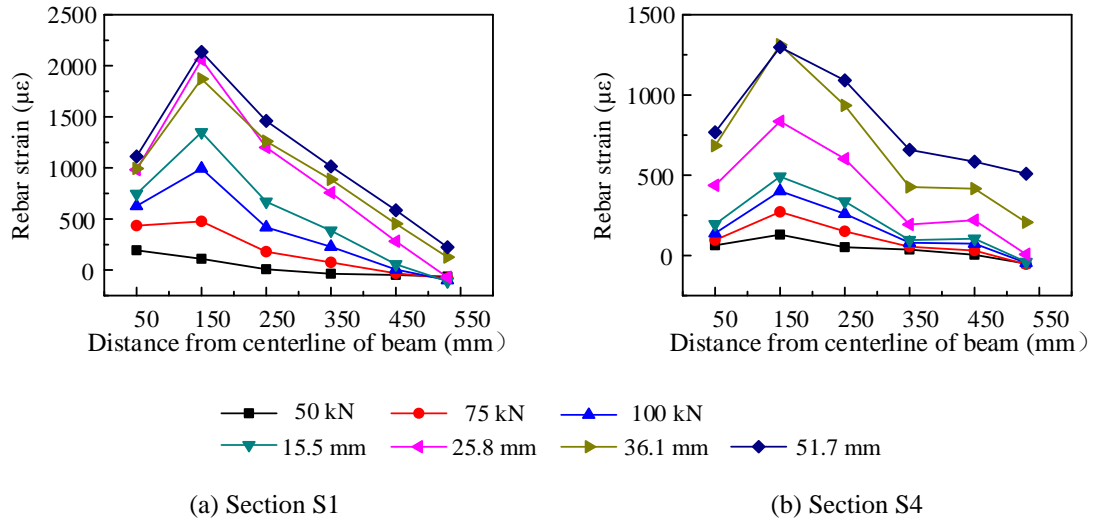 2500
2000
1500
1000
500
0
Rebar strain (με)
50 150 250 350 450 550
Distance from centerline of beam (mm)
1500
1000
500
0
Rebar strain (με)
50 150 250 350 450 550
Distance from centerline of beam (mm）
50 kN 75 kN 100 kN
15.5 mm 25.8 mm 36.1 mm 51.7 mm
(a) Section S1
(b) Section S4